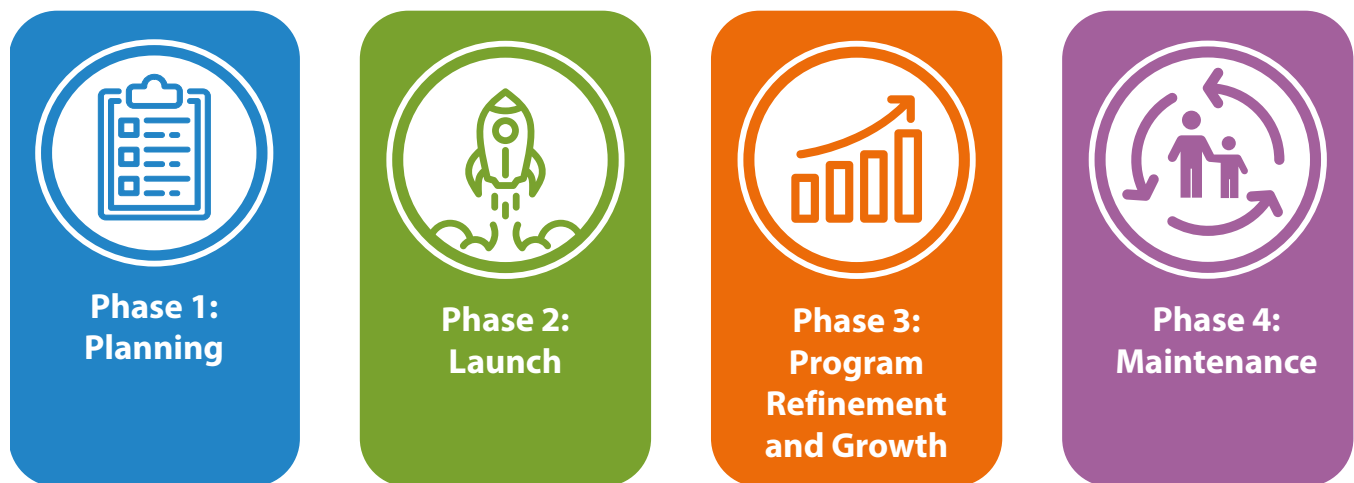 Phase 1:
Planning
Phase 2:
Launch
Phase 3:
Program
Refinement
and Growth
Phase 4:
Maintenance